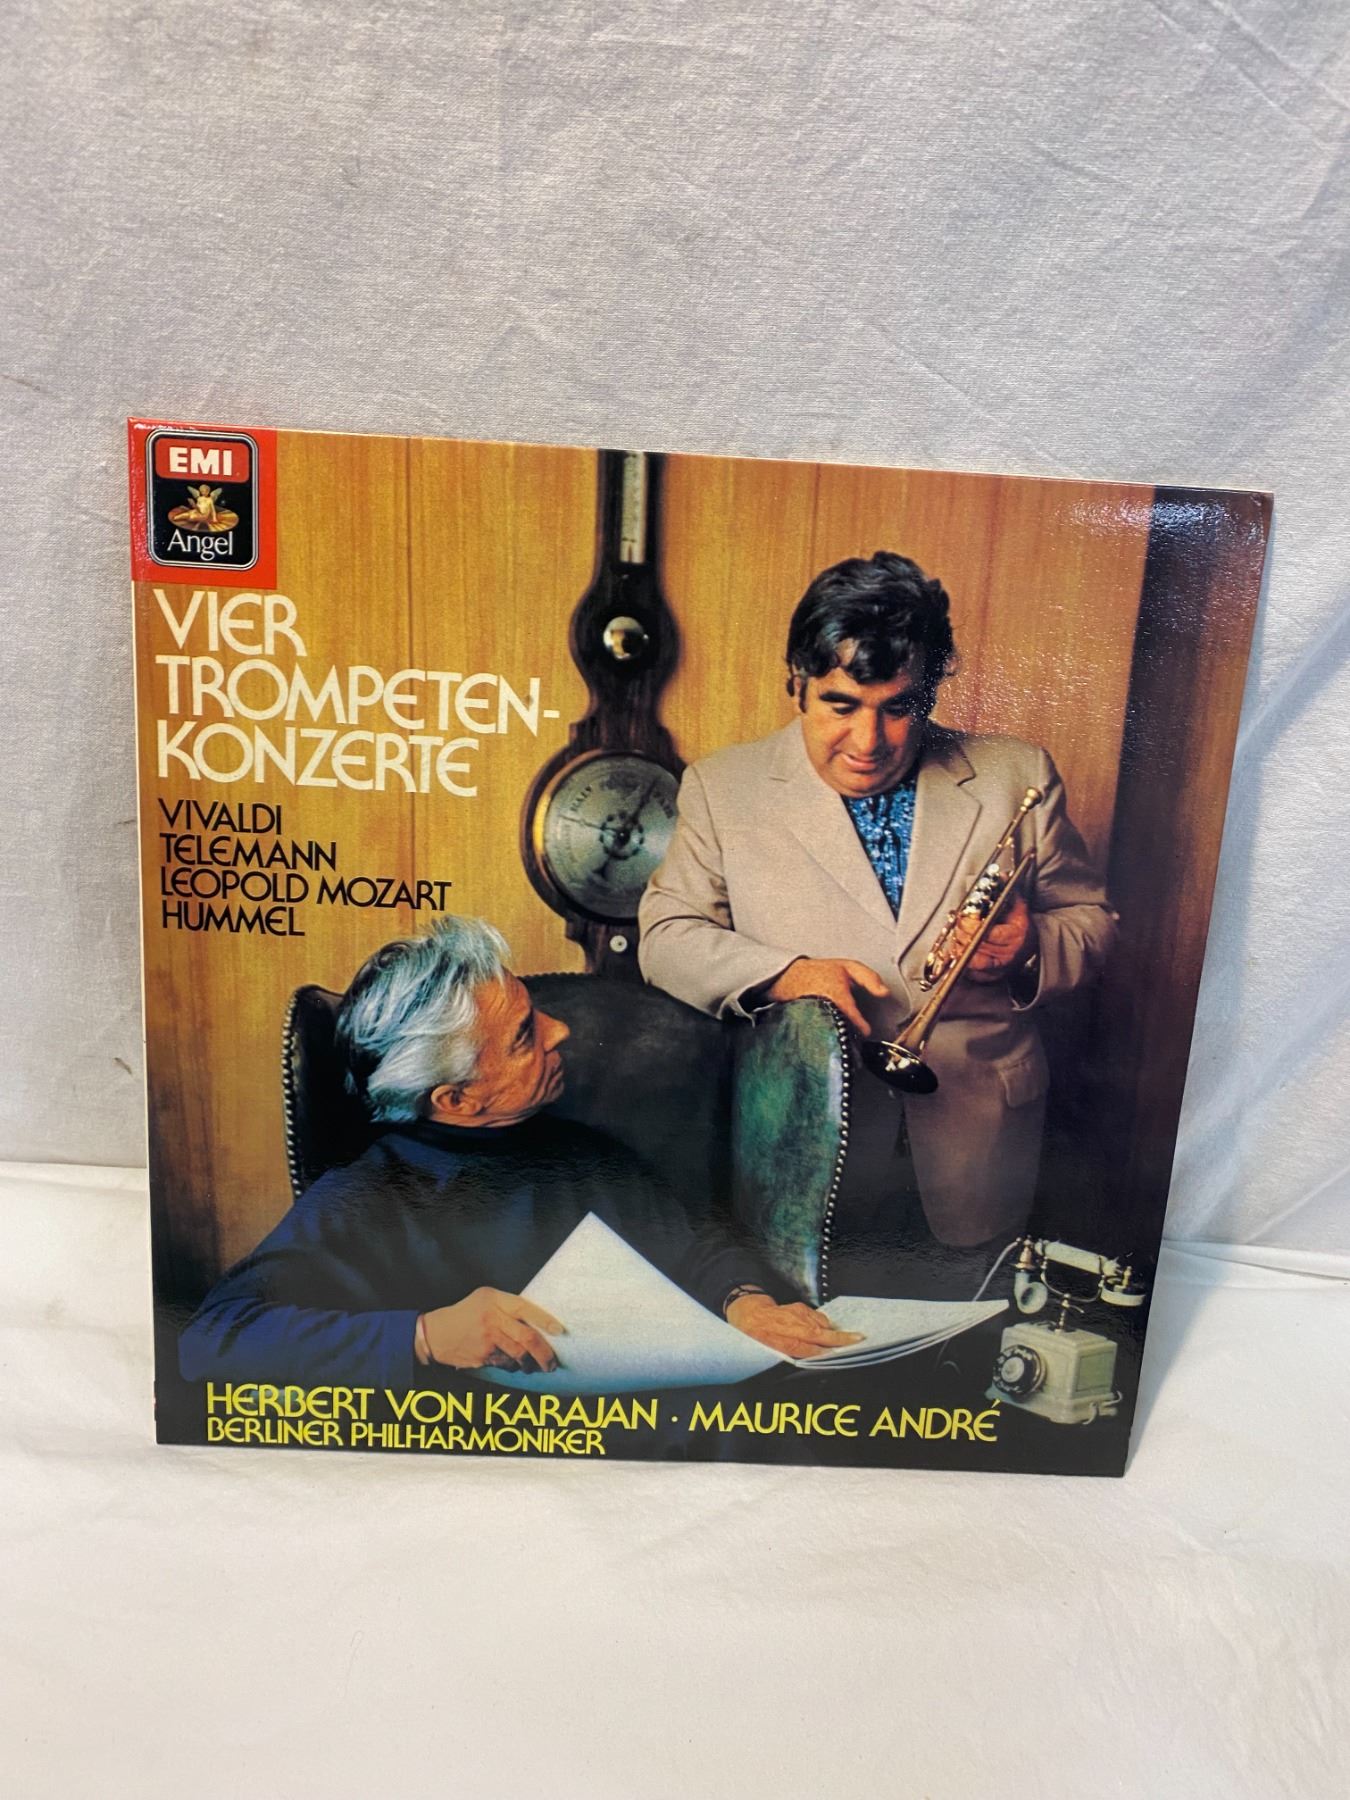 EMI
Angel
VIER
TROMPETEN-
KONZERTE
VIVALDI
TELEMANN
LEOPOLD MOZART
HUMMEL
HERBERT VON KARAJAN · MAURICE ANDRÉ
BERLINER PHILHARMONIKER